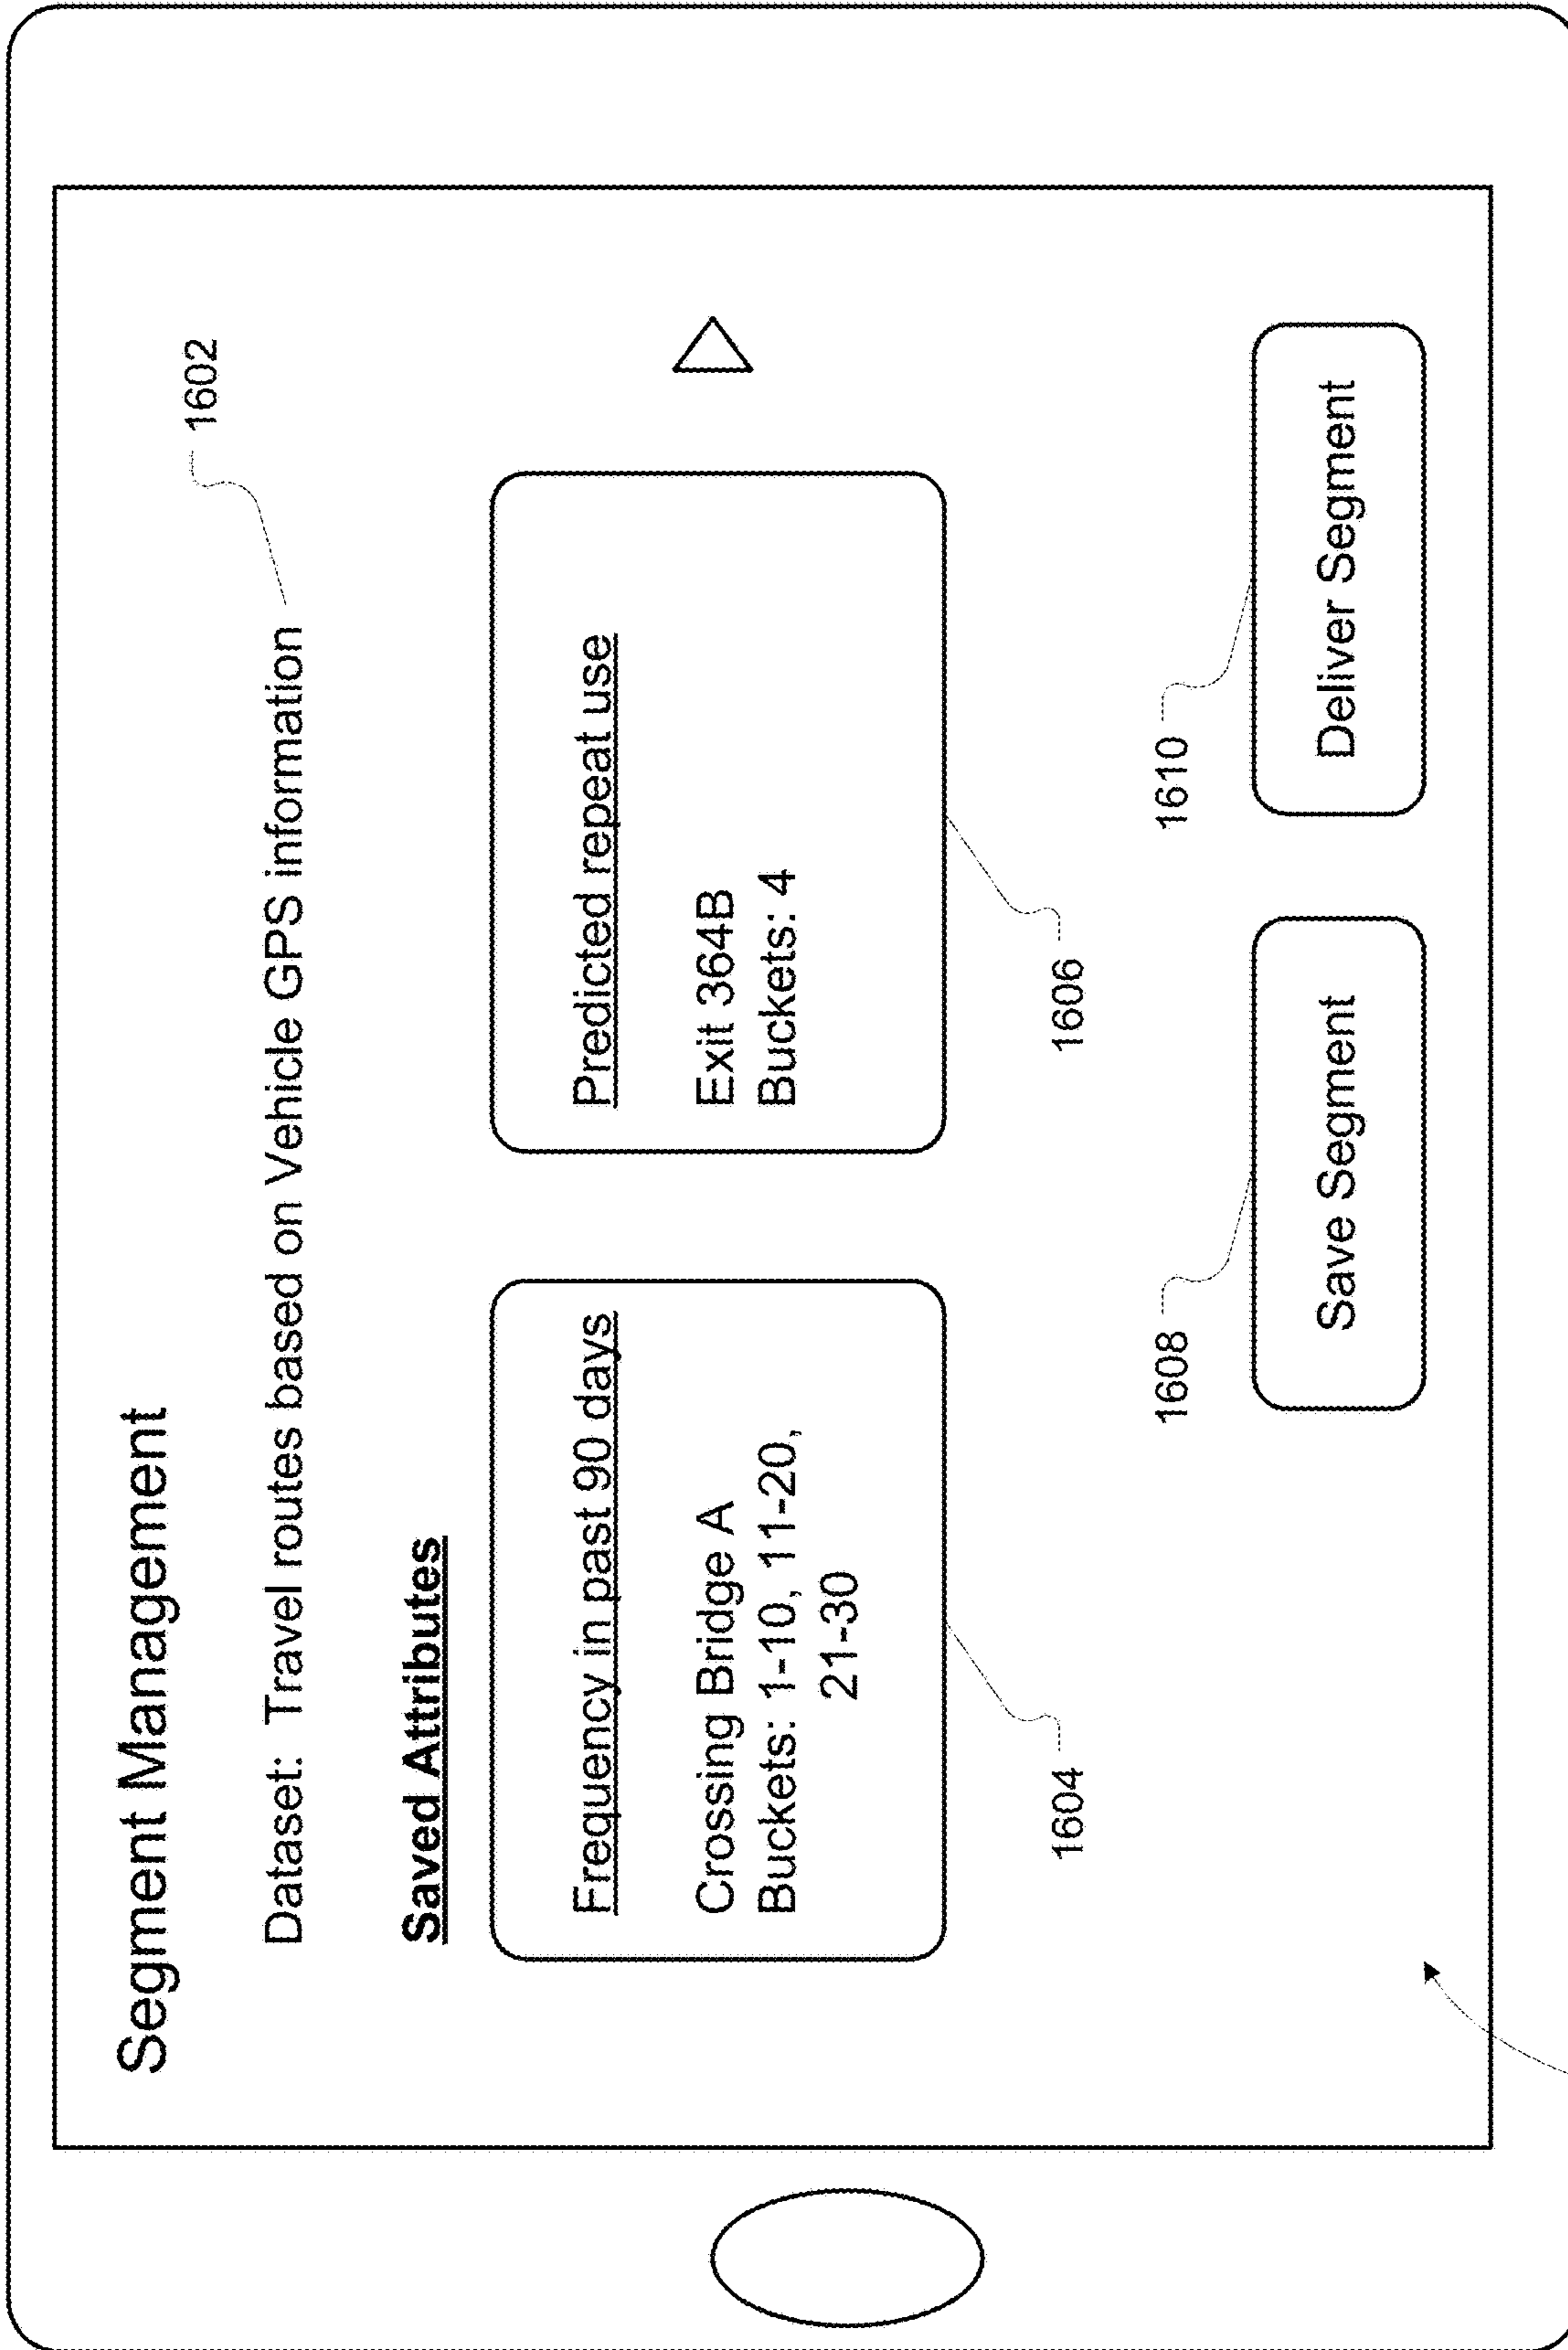 Segment Management
Dataset: Travel routes based on Vehicle GPS information
1602
Saved Attributes
Frequency in past 90 days
Crossing Bridge A
Buckets: 1-10, 11-20,
21-30
1604
Predicted repeat use
Exit 364B
Buckets: 4
1606
1608
Save Segment
1610
Deliver Segment